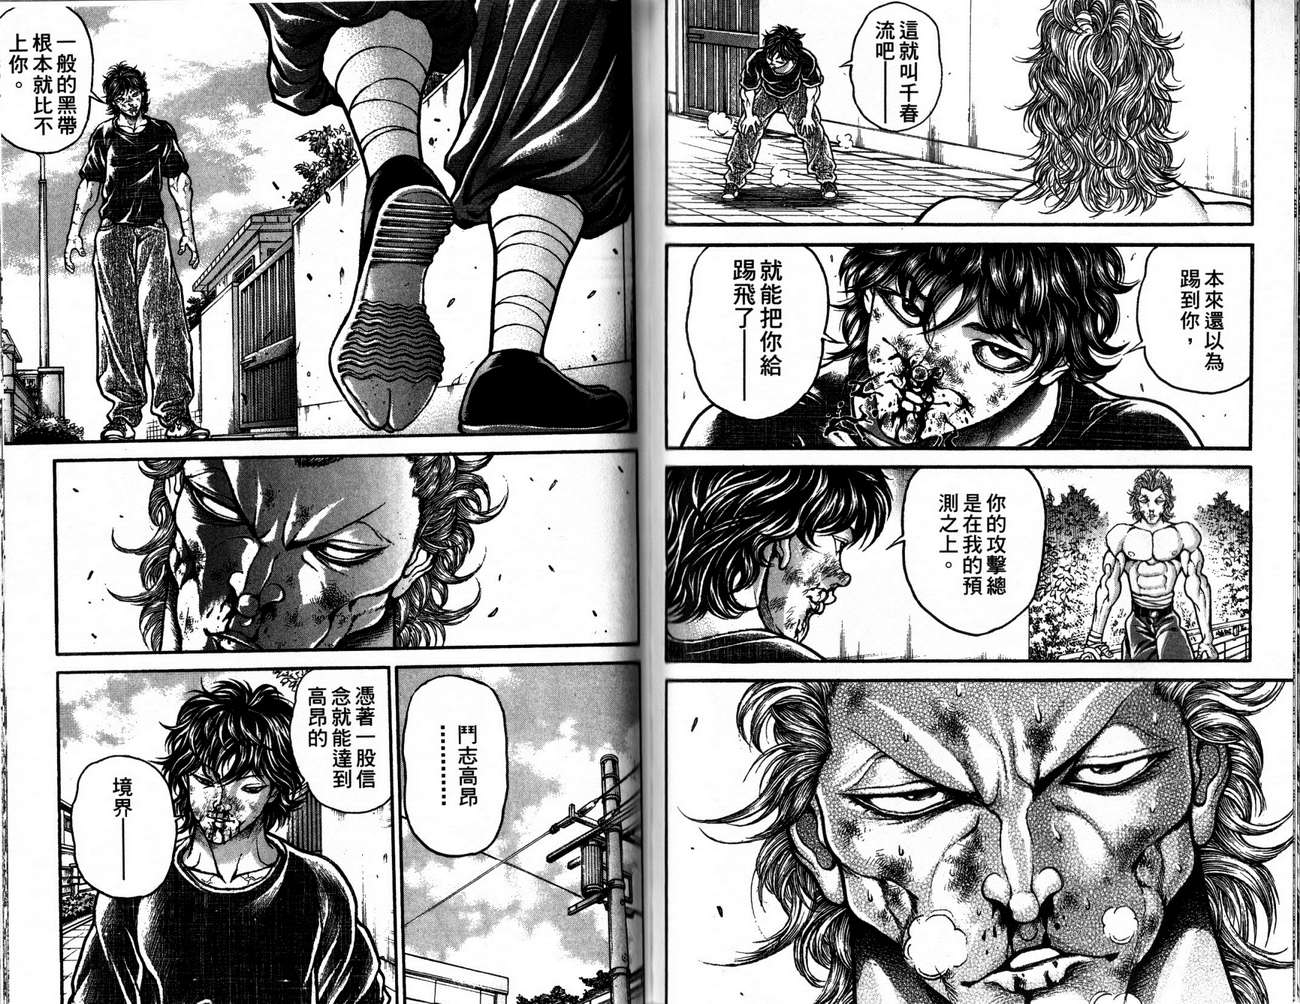 這就叫千春
流吧——
本來還以為
踢到你，
就能把你給
踢飛了——
你的攻擊總
是在我的預
測之上。
一般的黑帶
根本就比不
上你。
鬥志高昂
…………
憑著一股信
念就能達到
高昂的
境界——